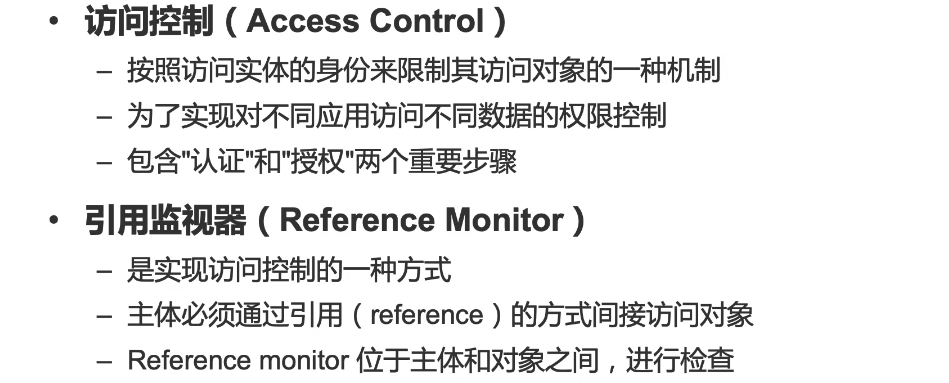 • 访问控制（Access Control）
– 按照访问实体的身份来限制其访问对象的一种机制
– 为了实现对不同应用访问不同数据的权限控制
– 包含"认证"和"授权"两个重要步骤
• 引用监视器（Reference Monitor）
– 是实现访问控制的一种方式
– 主体必须通过引用（reference）的方式间接访问对象
– Reference monitor 位于主体和对象之间，进行检查